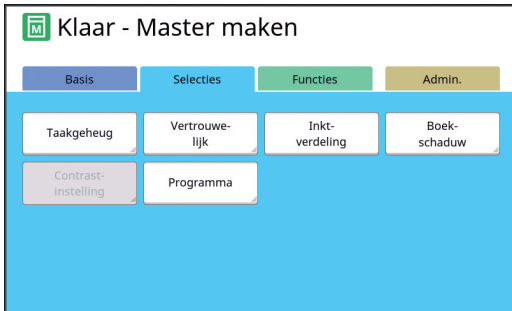 M Klaar - Master maken
Basis Selecties Functies Admin.
Taakgeheug Vertrouwe- Inkt- Boek-
lijk verdeling schaduw
Contrast- Programma
instelling